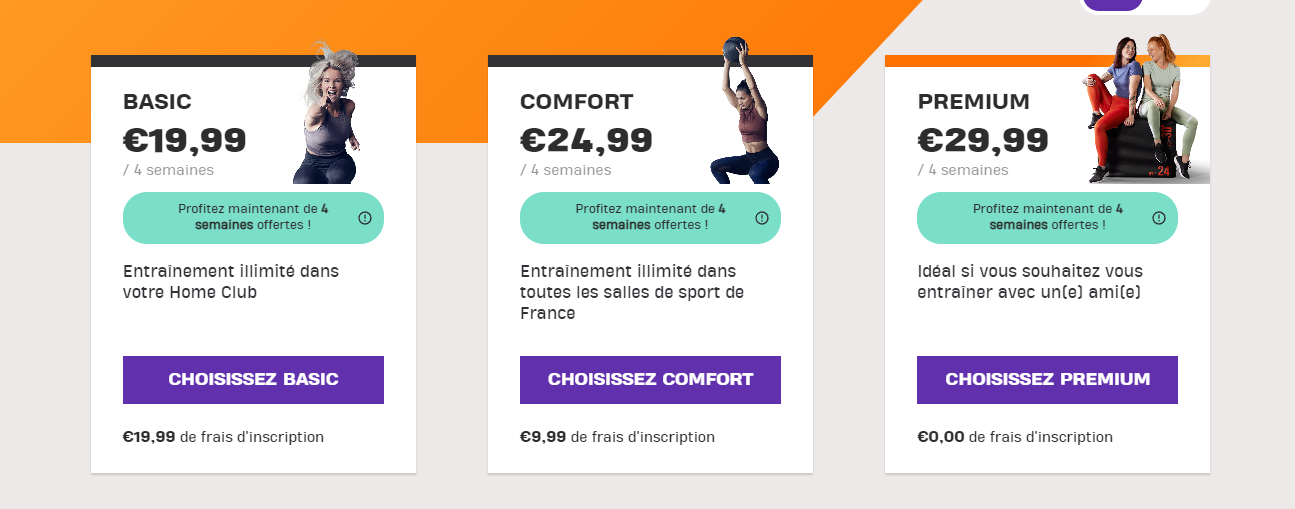 BASIC
€19,99
/ 4 semaines
Profitez maintenant de 4
semaines offertes !
Entraînement illimité dans
votre Home Club
CHOISISSEZ BASIC
€19,99 de frais d'inscription
COMFORT
€24,99
/ 4 semaines
Profitez maintenant de 4
semaines offertes !
Entraînement illimité dans
toutes les salles de sport de
France
CHOISISSEZ COMFORT
€9,99 de frais d'inscription
PREMIUM
€29,99
/ 4 semaines
Profitez maintenant de 4
semaines offertes !
Idéal si vous souhaitez vous
entraîner avec un(e) ami(e)
CHOISISSEZ PREMIUM
€0,00 de frais d'inscription